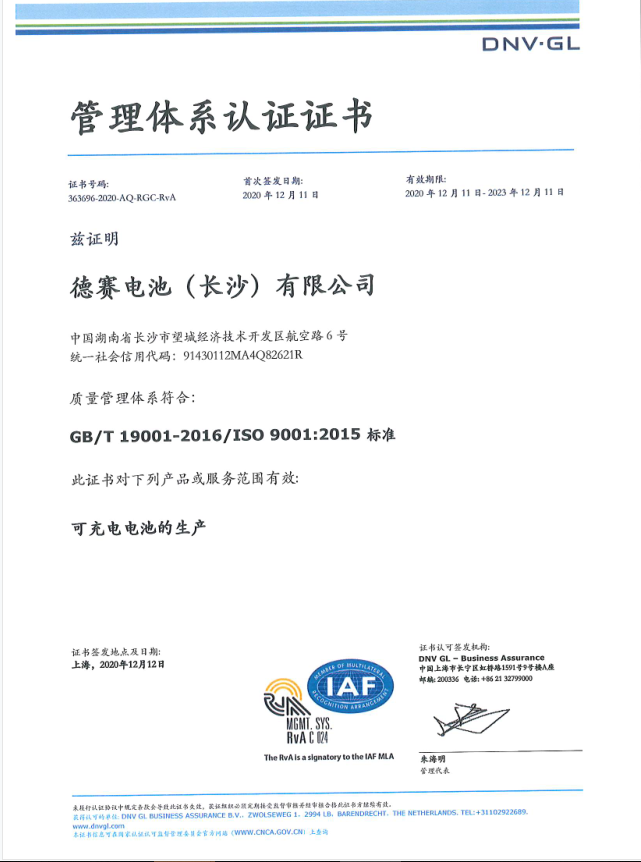 DNV·GL
管理体系认证证书
证书号码:
363696-2020-AQ-RGC-RvA
首次签发日期:
2020 年 12 月 11 日
有效期限:
2020 年 12 月 11 日- 2023 年 12 月 11 日
兹证明
德赛电池（长沙）有限公司
中国湖南省长沙市望城经济技术开发区航空路 6 号
统一社会信用代码：91430112MA4Q82621R
质量管理体系符合：
GB/T 19001-2016/ISO 9001:2015 标准
此证书对下列产品或服务范围有效:
可充电电池的生产
证书签发地点及日期:
上海，2020年12月12日
MEMBER OF MULTILATERAL
IAF
RECOGNITION ARRANGEMENT
RvA
MGMT. SYS.
RvA C 024
The RvA is a signatory to the IAF MLA
证书认可签发机构:
DNV GL – Business Assurance
中国上海市长宁区虹桥路1591号9号楼A座
邮编: 200336 电话: +86 21 32799000
朱海明
管理代表
未履行认证协议中规定条款会导致此证书失效。获证组织必须定期接受监督审核并经审核合格此证书方继续有效。
获得认可的单位: DNV GL BUSINESS ASSURANCE B.V., ZWOLSEWEG 1, 2994 LB, BARENDRECHT, THE NETHERLANDS. TEL:+31102922689.
www.dnvgl.com
本证书信息可在国家认证认可监督管理委员会官方网站（WWW.CNCA.GOV.CN）上查询